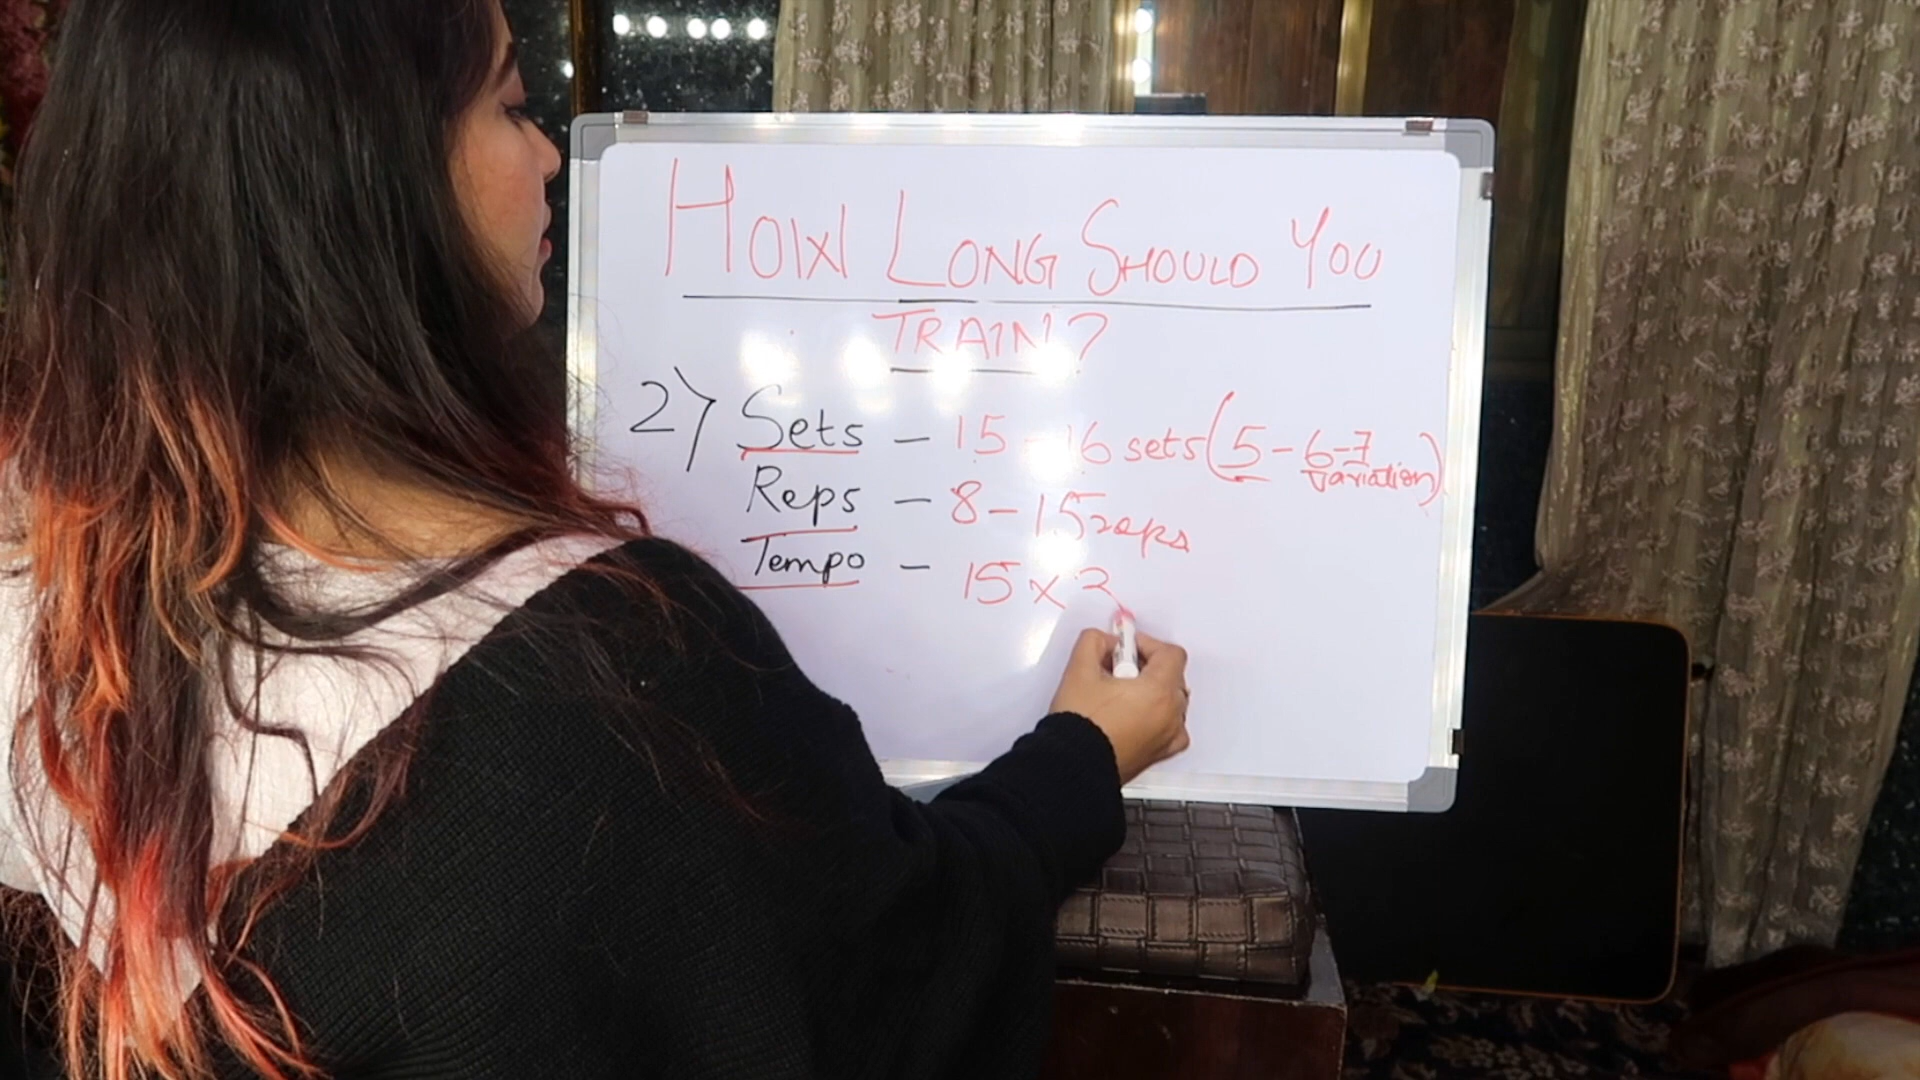 HOW LONG SHOULD YOU
TRAIN?
2) Sets - 15 - 16 sets (5 - 6-7 variation)
Reps - 8 - 15 reps
Tempo - 15 x 2